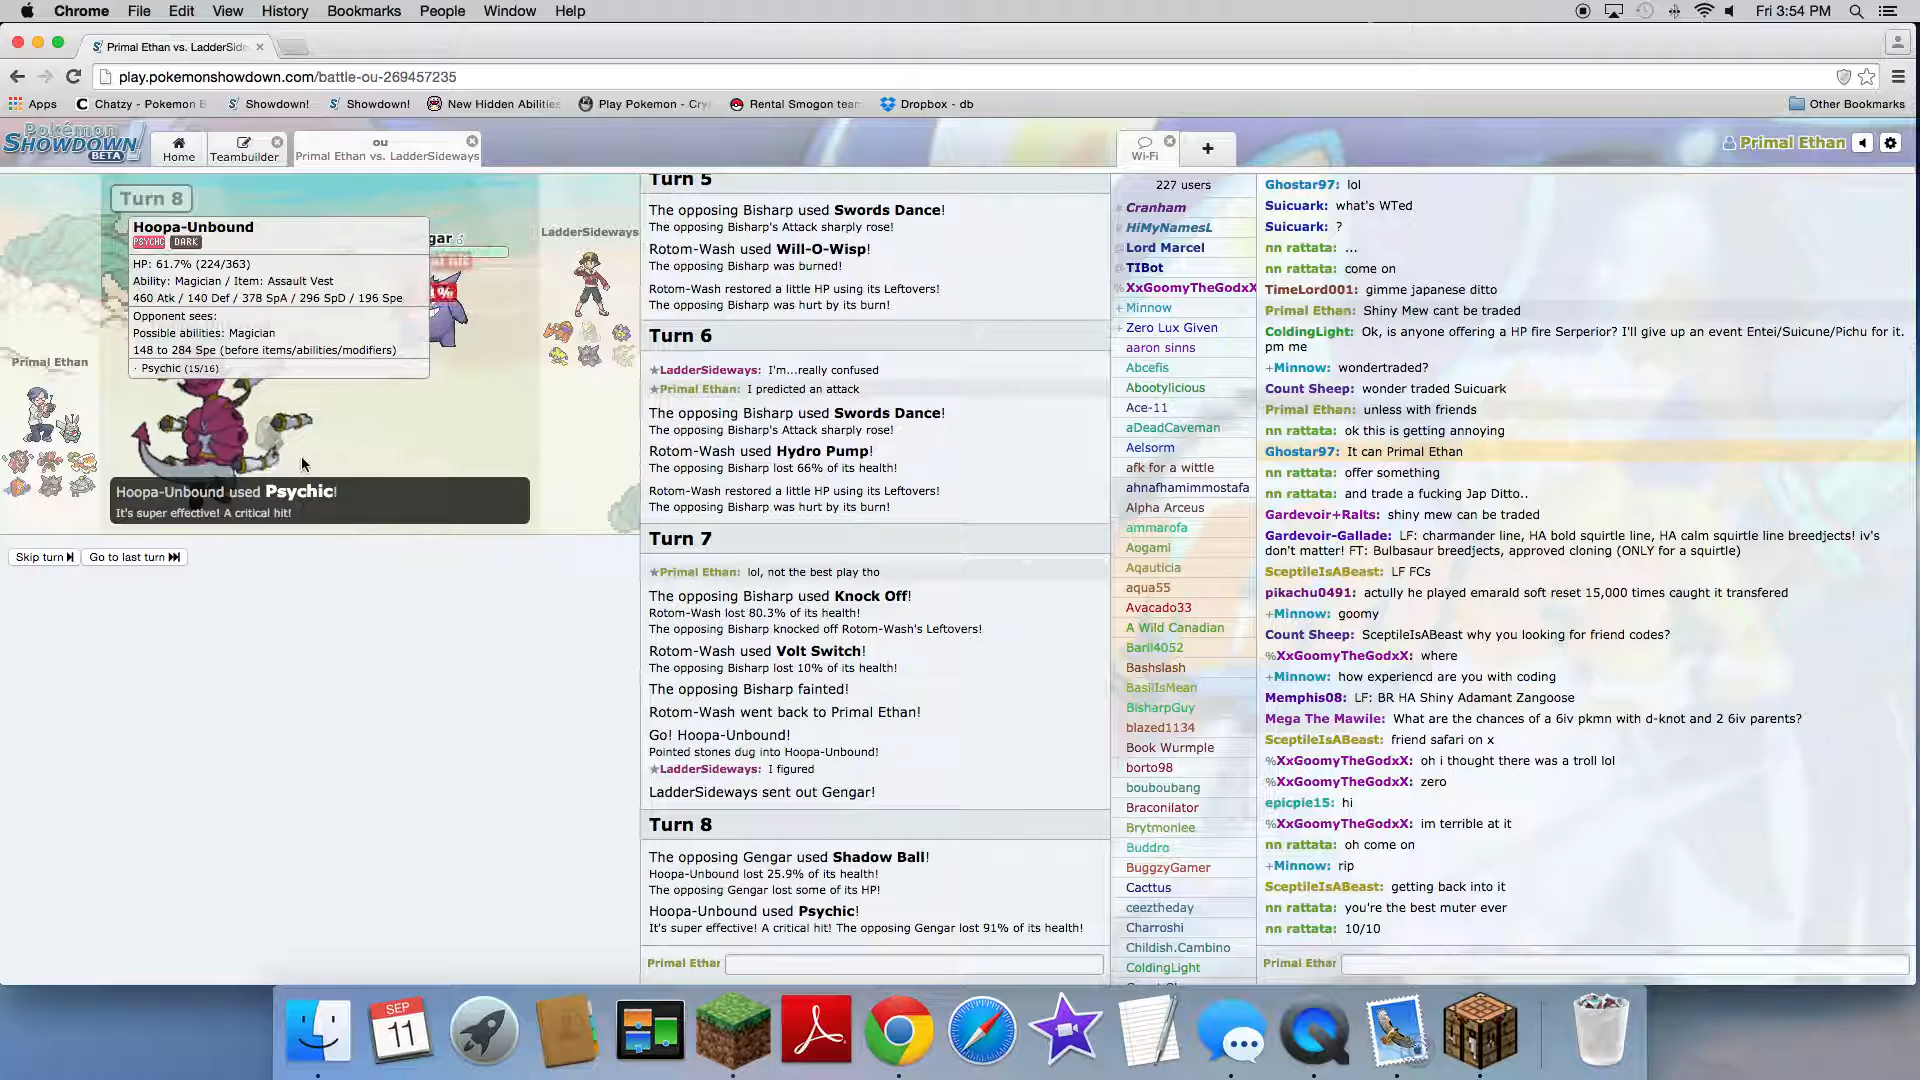 Chrome File Edit View History Bookmarks People Window Help Fri 3:54 PM
Primal Ethan vs. LadderSide
play.pokemonshowdown.com/battle-ou-269457235
Apps Chatzy - Pokemon Showdown! Showdown! New Hidden Abilities Play Pokemon - Cry Rental Smogon team Dropbox - db Other Bookmarks
Pokémon SHOWDOWN! BETA
Home
Teambuilder
ou
Primal Ethan vs. LadderSideways
Wi-Fi
+
Primal Ethan
Turn 8
Hoopa-Unbound
PSYCHC DARK
HP: 61.7% (224/363)
Ability: Magician / Item: Assault Vest
460 Atk / 140 Def / 378 SpA / 296 SpD / 196 Spe
Opponent sees:
Possible abilities: Magician
148 to 284 Spe (before items/abilities/modifiers)
· Psychic (15/16)
gar
LadderSideways
Primal Ethan
Hoopa-Unbound used Psychic!
It's super effective! A critical hit!
Skip turn Go to last turn
Turn 5
The opposing Bisharp used Swords Dance!
The opposing Bisharp's Attack sharply rose!
Rotom-Wash used Will-O-Wisp!
The opposing Bisharp was burned!
Rotom-Wash restored a little HP using its Leftovers!
The opposing Bisharp was hurt by its burn!
Turn 6
★LadderSideways: I'm...really confused
★Primal Ethan: I predicted an attack
The opposing Bisharp used Swords Dance!
The opposing Bisharp's Attack sharply rose!
Rotom-Wash used Hydro Pump!
The opposing Bisharp lost 66% of its health!
Rotom-Wash restored a little HP using its Leftovers!
The opposing Bisharp was hurt by its burn!
Turn 7
★Primal Ethan: lol, not the best play tho
The opposing Bisharp used Knock Off!
Rotom-Wash lost 80.3% of its health!
The opposing Bisharp knocked off Rotom-Wash's Leftovers!
Rotom-Wash used Volt Switch!
The opposing Bisharp lost 10% of its health!
The opposing Bisharp fainted!
Rotom-Wash went back to Primal Ethan!
Go! Hoopa-Unbound!
Pointed stones dug into Hoopa-Unbound!
★LadderSideways: I figured
LadderSideways sent out Gengar!
Turn 8
The opposing Gengar used Shadow Ball!
Hoopa-Unbound lost 25.9% of its health!
The opposing Gengar lost some of its HP!
Hoopa-Unbound used Psychic!
It's super effective! A critical hit! The opposing Gengar lost 91% of its health!
Primal Ethan
227 users
# Cranham
# HiMyNamesL
@ Lord Marcel
@ TIBot
% XxGoomyTheGodxX
+ Minnow
+ Zero Lux Given
aaron sinns
Abcefis
Abootylicious
Ace-11
aDeadCaveman
Aelsorm
afk for a wittle
ahnafhamimmostafa
Alpha Arceus
ammarofa
Aogami
Aqauticia
aqua55
Avacado33
A Wild Canadian
Baril4052
Bashslash
BasilIsMean
BisharpGuy
blazed1134
Book Wurmple
borto98
bouboubang
Braconilator
Brytmonlee
Buddra
BuggzyGamer
Cacttus
ceeztheday
Charroshi
Childish.Cambino
ColdingLight
Ghostar97: lol
Suicuark: what's WTed
Suicuark: ?
nn rattata: ...
nn rattata: come on
TimeLord001: gimme japanese ditto
Primal Ethan: Shiny Mew cant be traded
ColdingLight: Ok, is anyone offering a HP fire Serperior? I'll give up an event Entei/Suicune/Pichu for it.
pm me
+Minnow: wondertraded?
Count Sheep: wonder traded Suicuark
Primal Ethan: unless with friends
nn rattata: ok this is getting annoying
Ghostar97: It can Primal Ethan
nn rattata: offer something
nn rattata: and trade a fucking Jap Ditto..
Gardevoir+Ralts: shiny mew can be traded
Gardevoir-Gallade: LF: charmander line, HA bold squirtle line, HA calm squirtle line breedjects! iv's
don't matter! FT: Bulbasaur breedjects, approved cloning (ONLY for a squirtle)
SceptileIsABeast: LF FCs
pikachu0491: actully he played emarald soft reset 15,000 times caught it transfered
+Minnow: goomy
Count Sheep: SceptileIsABeast why you looking for friend codes?
%XxGoomyTheGodxX: where
+Minnow: how experiencd are you with coding
Memphis08: LF: BR HA Shiny Adamant Zangoose
Mega The Mawile: What are the chances of a 6iv pkmn with d-knot and 2 6iv parents?
SceptileIsABeast: friend safari on x
%XxGoomyTheGodxX: oh i thought there was a troll lol
%XxGoomyTheGodxX: zero
epicpie15: hi
%XxGoomyTheGodxX: im terrible at it
nn rattata: oh come on
+Minnow: rip
SceptileIsABeast: getting back into it
nn rattata: you're the best muter ever
nn rattata: 10/10
Primal Ethan
SEP
11